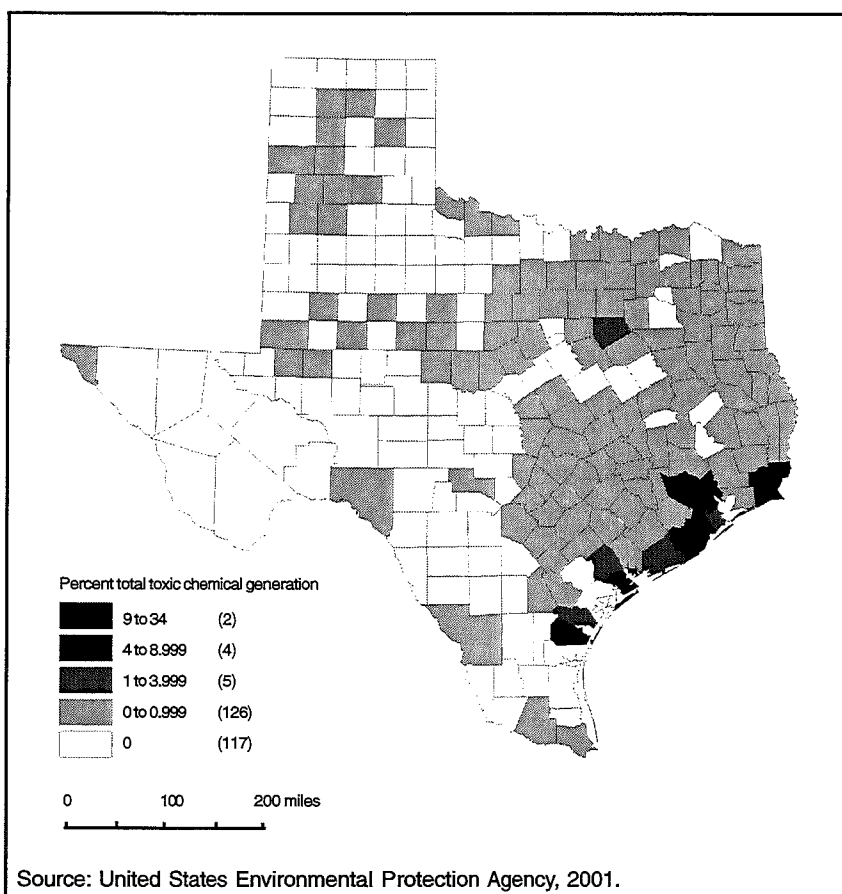 Percent total toxic chemical generation
9 to 34 (2)
4 to 8.999 (4)
1 to 3.999 (5)
0 to 0.999 (126)
0 (117)
0 100 200 miles
Source: United States Environmental Protection Agency, 2001.